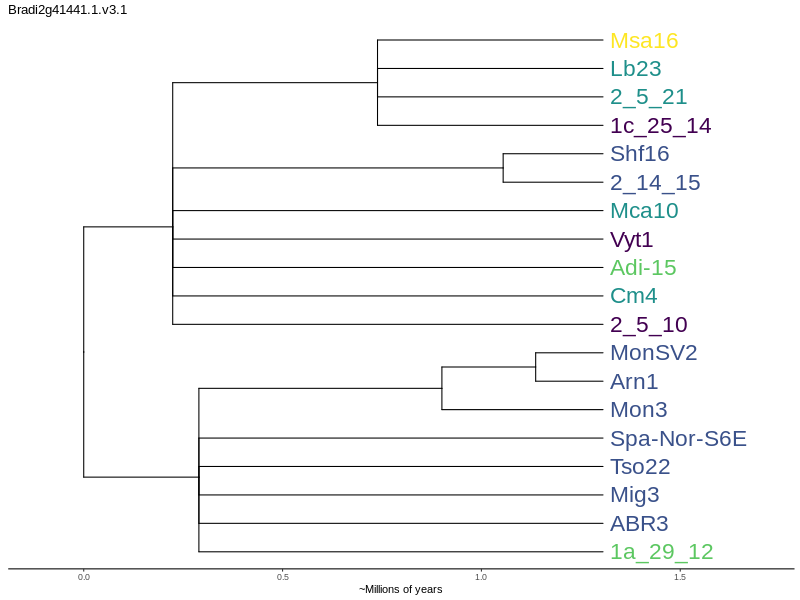 Bradi2g41441.1.v3.1
Msa16
Lb23
2_5_21
1c_25_14
Shf16
2_14_15
Mca10
Vyt1
Adi-15
Cm4
2_5_10
MonSV2
Arn1
Mon3
Spa-Nor-S6E
Tso22
Mig3
ABR3
1a_29_12
0.0 0.5 1.0 1.5
~Millions of years